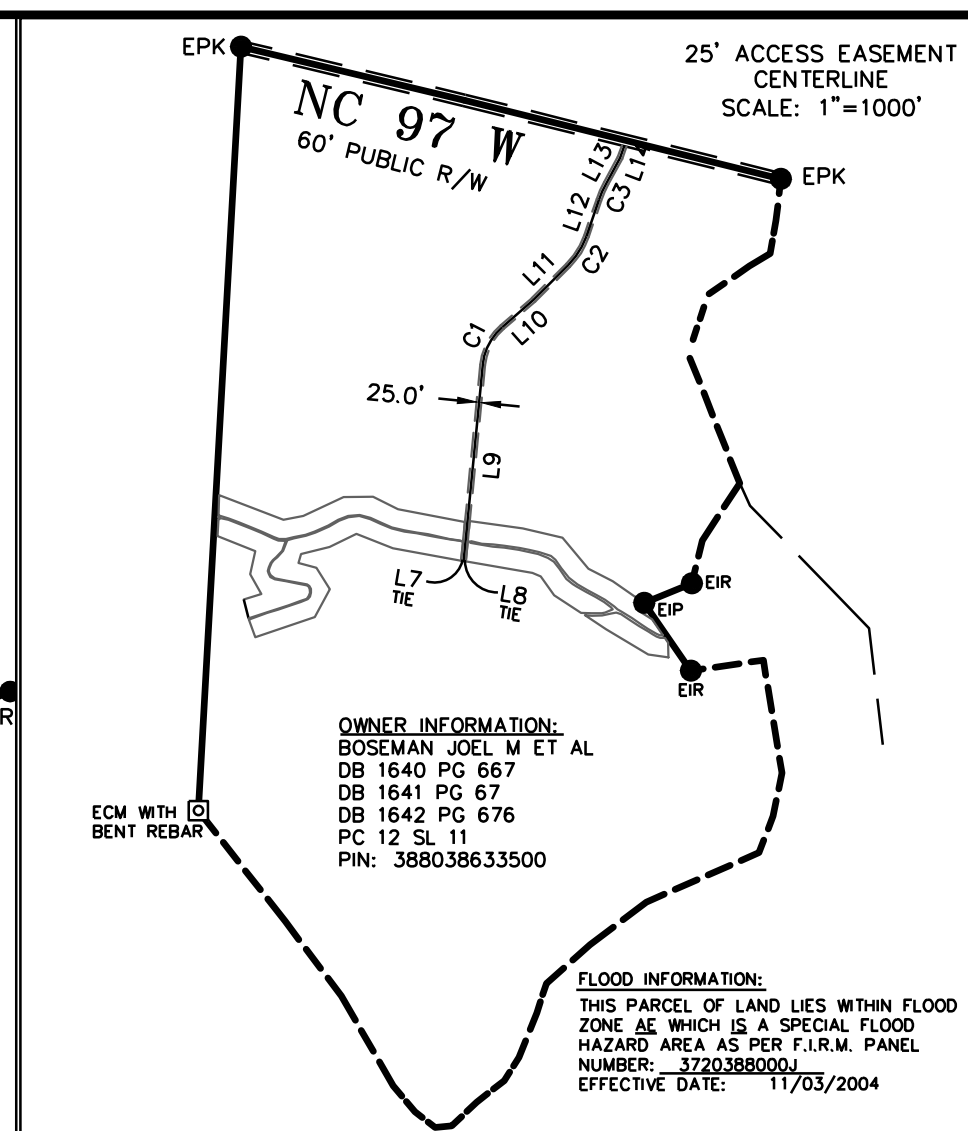 EPK
25' ACCESS EASEMENT
CENTERLINE
SCALE: 1"=1000'
NC 97 W
60' PUBLIC R/W
EPK
L13
L14
L12
C3
C2
L11
L10
C1
25.0'
L9
L7
TIE
L8
TIE
EIR
EIP
EIR
R
OWNER INFORMATION:
BOSEMAN JOEL M ET AL
DB 1640 PG 667
DB 1641 PG 67
DB 1642 PG 676
PC 12 SL 11
PIN: 388038633500
ECM WITH
BENT REBAR
FLOOD INFORMATION:
THIS PARCEL OF LAND LIES WITHIN FLOOD
ZONE AE WHICH IS A SPECIAL FLOOD
HAZARD AREA AS PER F.I.R.M. PANEL
NUMBER: 3720388000J
EFFECTIVE DATE: 11/03/2004